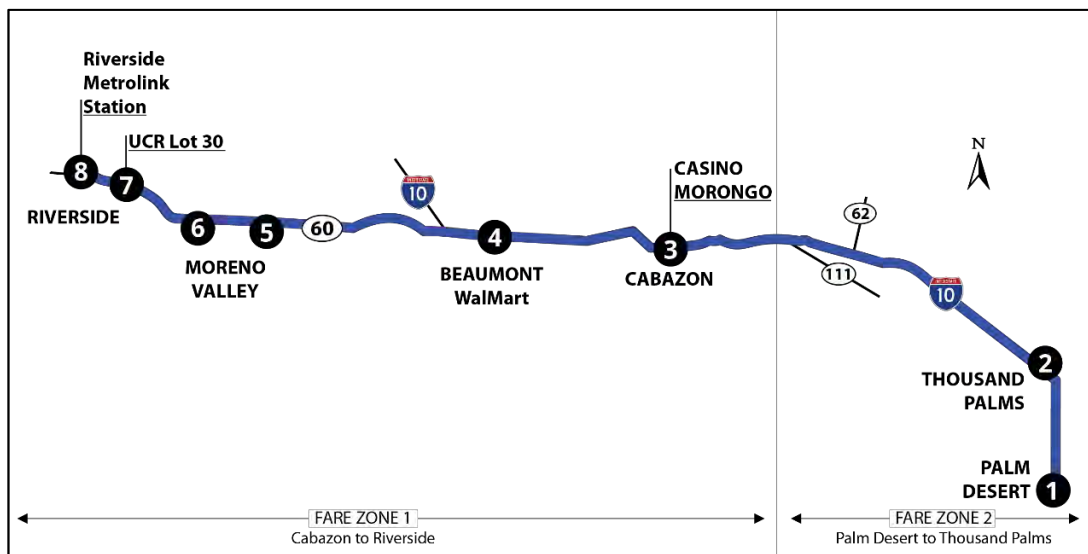 Riverside
Metrolink
Station
UCR Lot 30
8
7
RIVERSIDE
6
5
60
MORENO
VALLEY
10
4
BEAUMONT
WalMart
CASINO
MORONGO
3
CABAZON
N
62
111
10
2
THOUSAND
PALMS
PALM
DESERT
1
FARE ZONE 1
Cabazon to Riverside
FARE ZONE 2
Palm Desert to Thousand Palms